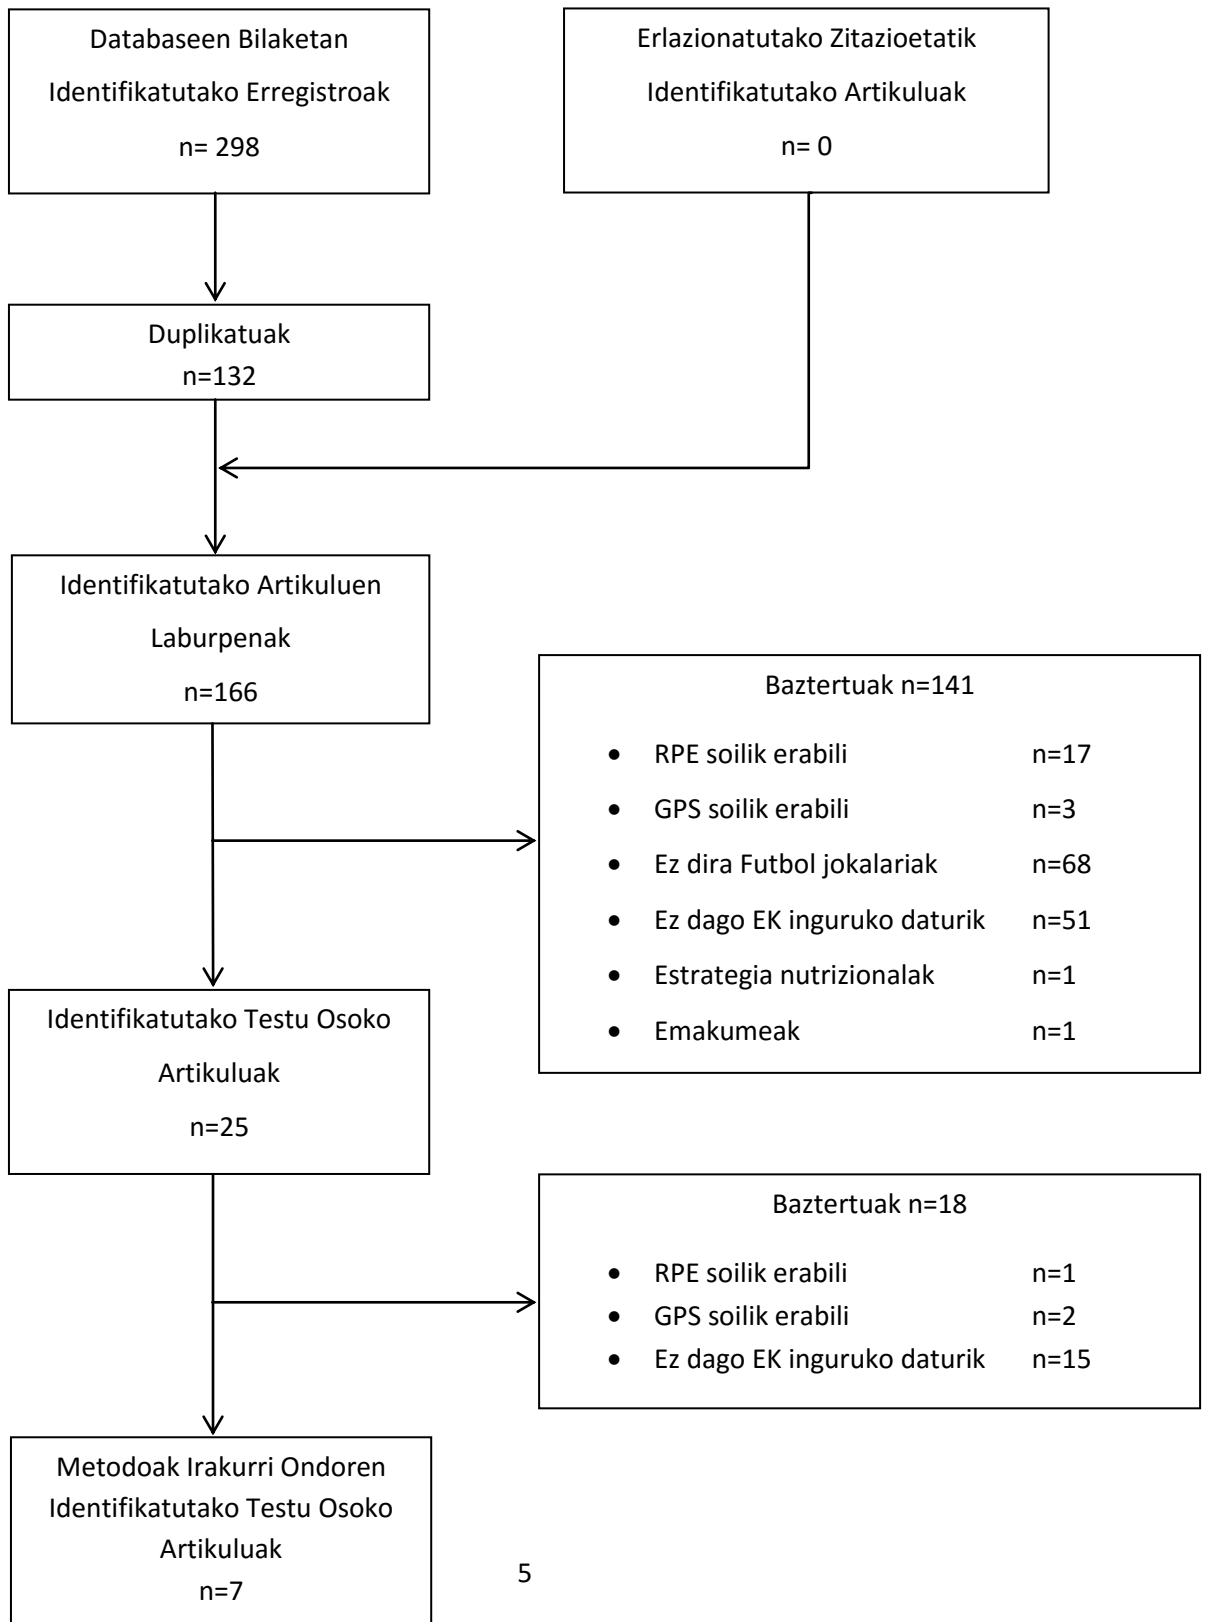 Databaseen Bilaketan
Identifikatutako Erregistroak
n= 298
Erlazionatutako Zitazioetatik
Identifikatutako Artikuluak
n= 0
Duplikatuak
n=132
Identifikatutako Artikuluen
Laburpenak
n=166
Baztertuak n=141
• RPE soilik erabili n=17
• GPS soilik erabili n=3
• Ez dira Futbol jokalariak n=68
• Ez dago EK inguruko daturik n=51
• Estrategia nutrizionalak n=1
• Emakumeak n=1
Identifikatutako Testu Osoko
Artikuluak
n=25
Baztertuak n=18
• RPE soilik erabili n=1
• GPS soilik erabili n=2
• Ez dago EK inguruko daturik n=15
Metodoak Irakurri Ondoren
Identifikatutako Testu Osoko
Artikuluak
n=7
5